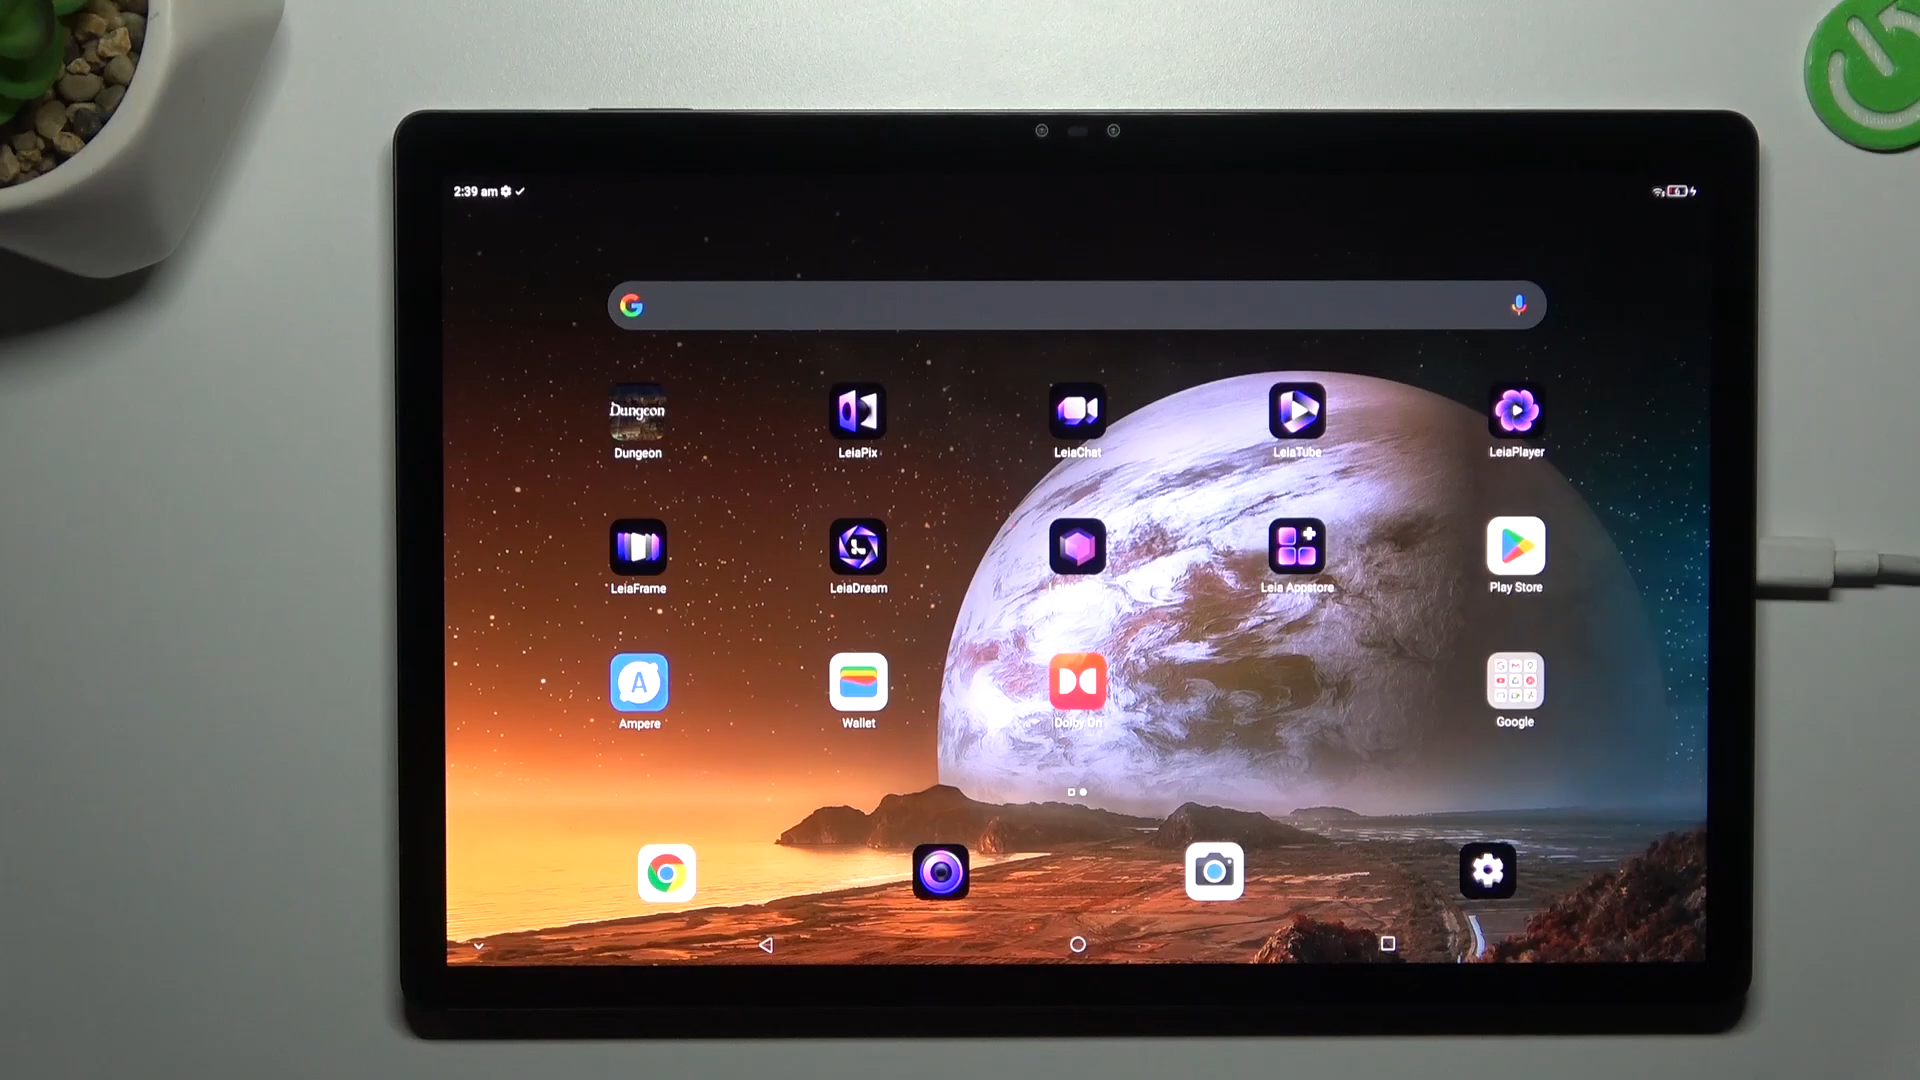 2:39 am
Dungeon
Dungeon LeiaPix LeiaChat LeiaTube LeiaPlayer
LeiaFrame LeiaDream Leia Appstore Play Store
A
Ampere Wallet Dolby On Google